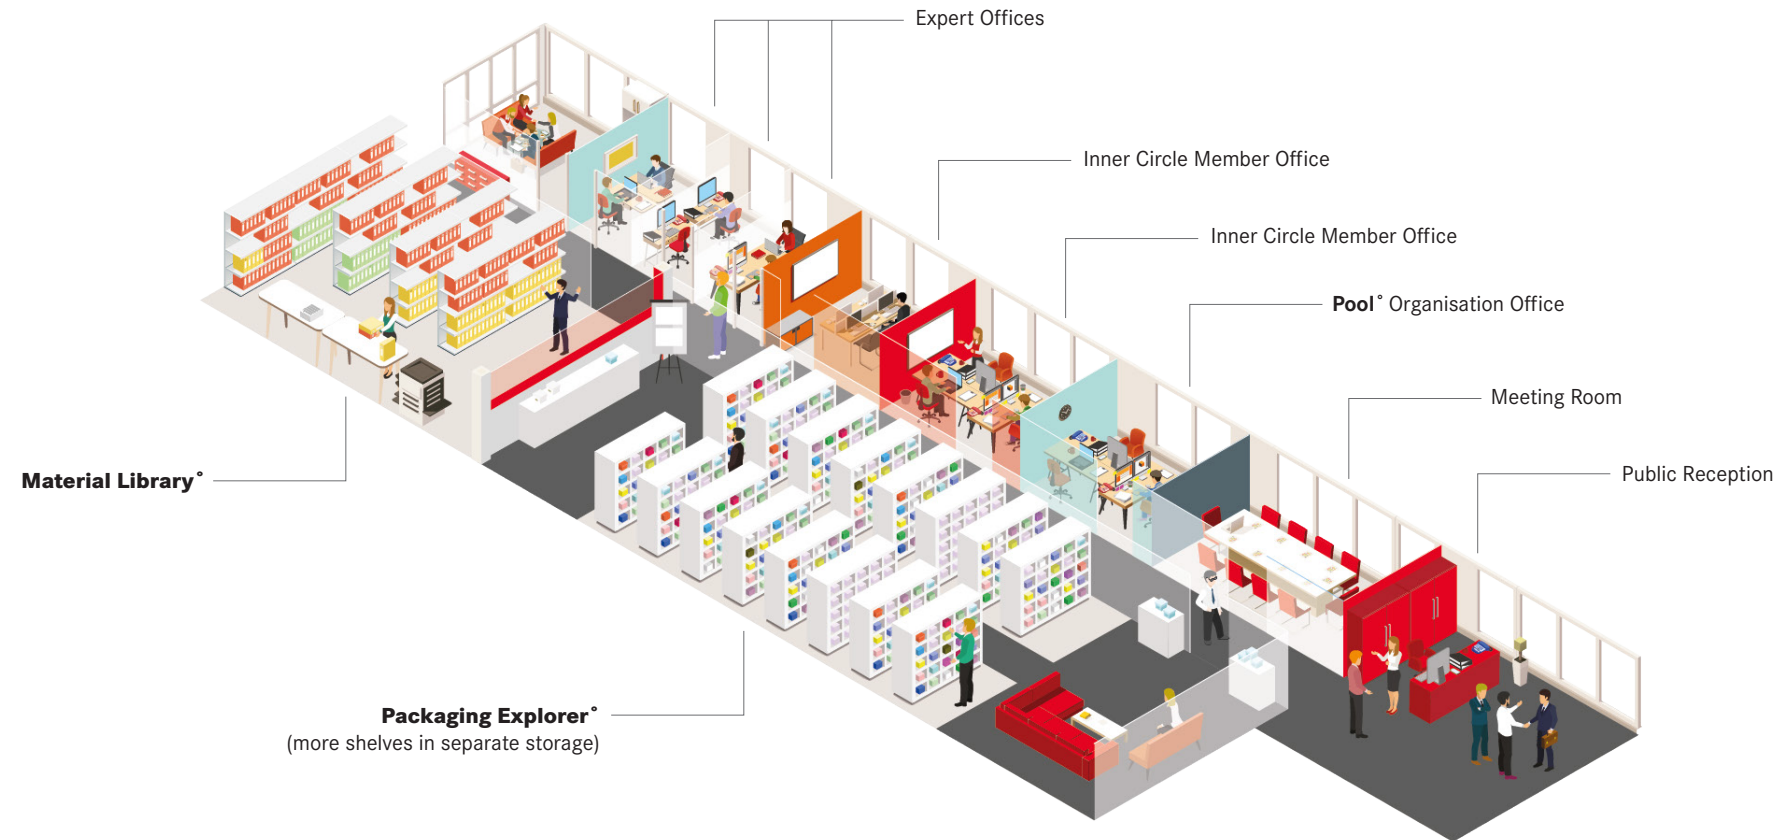 Expert Offices
Inner Circle Member Office
Inner Circle Member Office
Pool° Organisation Office
Meeting Room
Public Reception
Material Library°
Packaging Explorer°
(more shelves in separate storage)